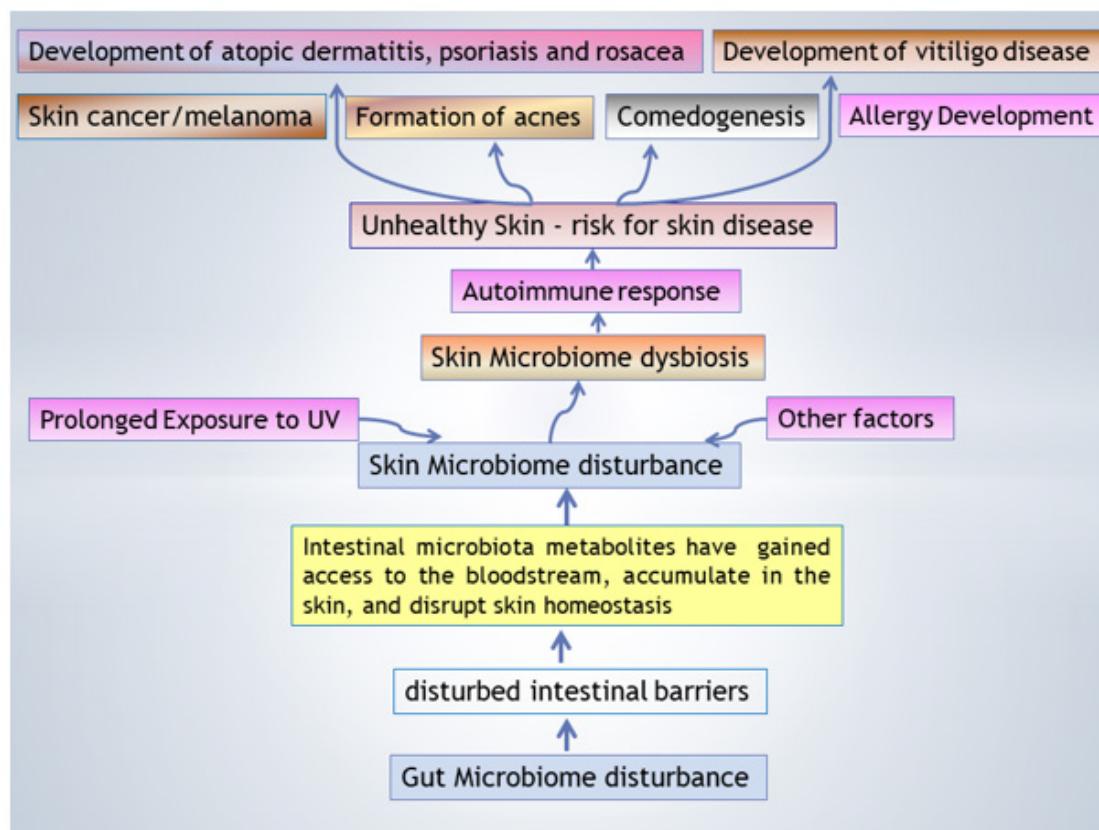 Development of atopic dermatitis, psoriasis and rosacea
Development of vitiligo disease
Skin cancer/melanoma
Formation of acnes
Comedogenesis
Allergy Development
Unhealthy Skin - risk for skin disease
Autoimmune response
Skin Microbiome dysbiosis
Prolonged Exposure to UV
Other factors
Skin Microbiome disturbance
Intestinal microbiota metabolites have gained
access to the bloodstream, accumulate in the
skin, and disrupt skin homeostasis
disturbed intestinal barriers
Gut Microbiome disturbance